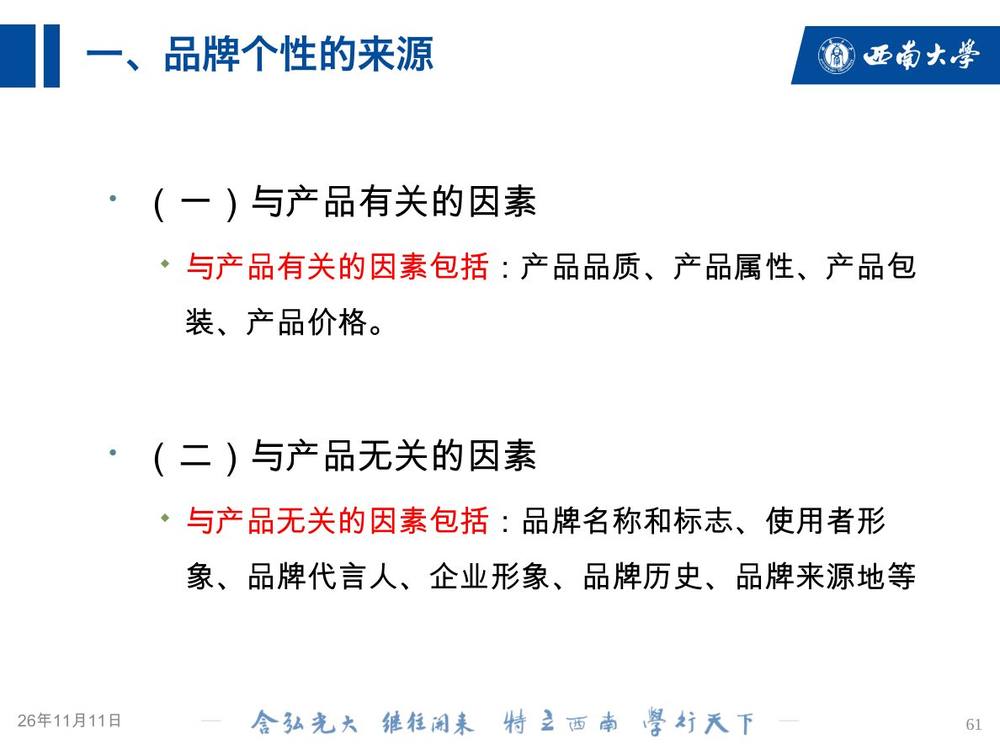 一、品牌个性的来源
西南大学
• （一）与产品有关的因素
与产品有关的因素包括：产品品质、产品属性、产品包
装、产品价格。
• （二）与产品无关的因素
与产品无关的因素包括：品牌名称和标志、使用者形
象、品牌代言人、企业形象、品牌历史、品牌来源地等
26年11月11日
含弘光大 继往开来 特立西南 學行天下
61